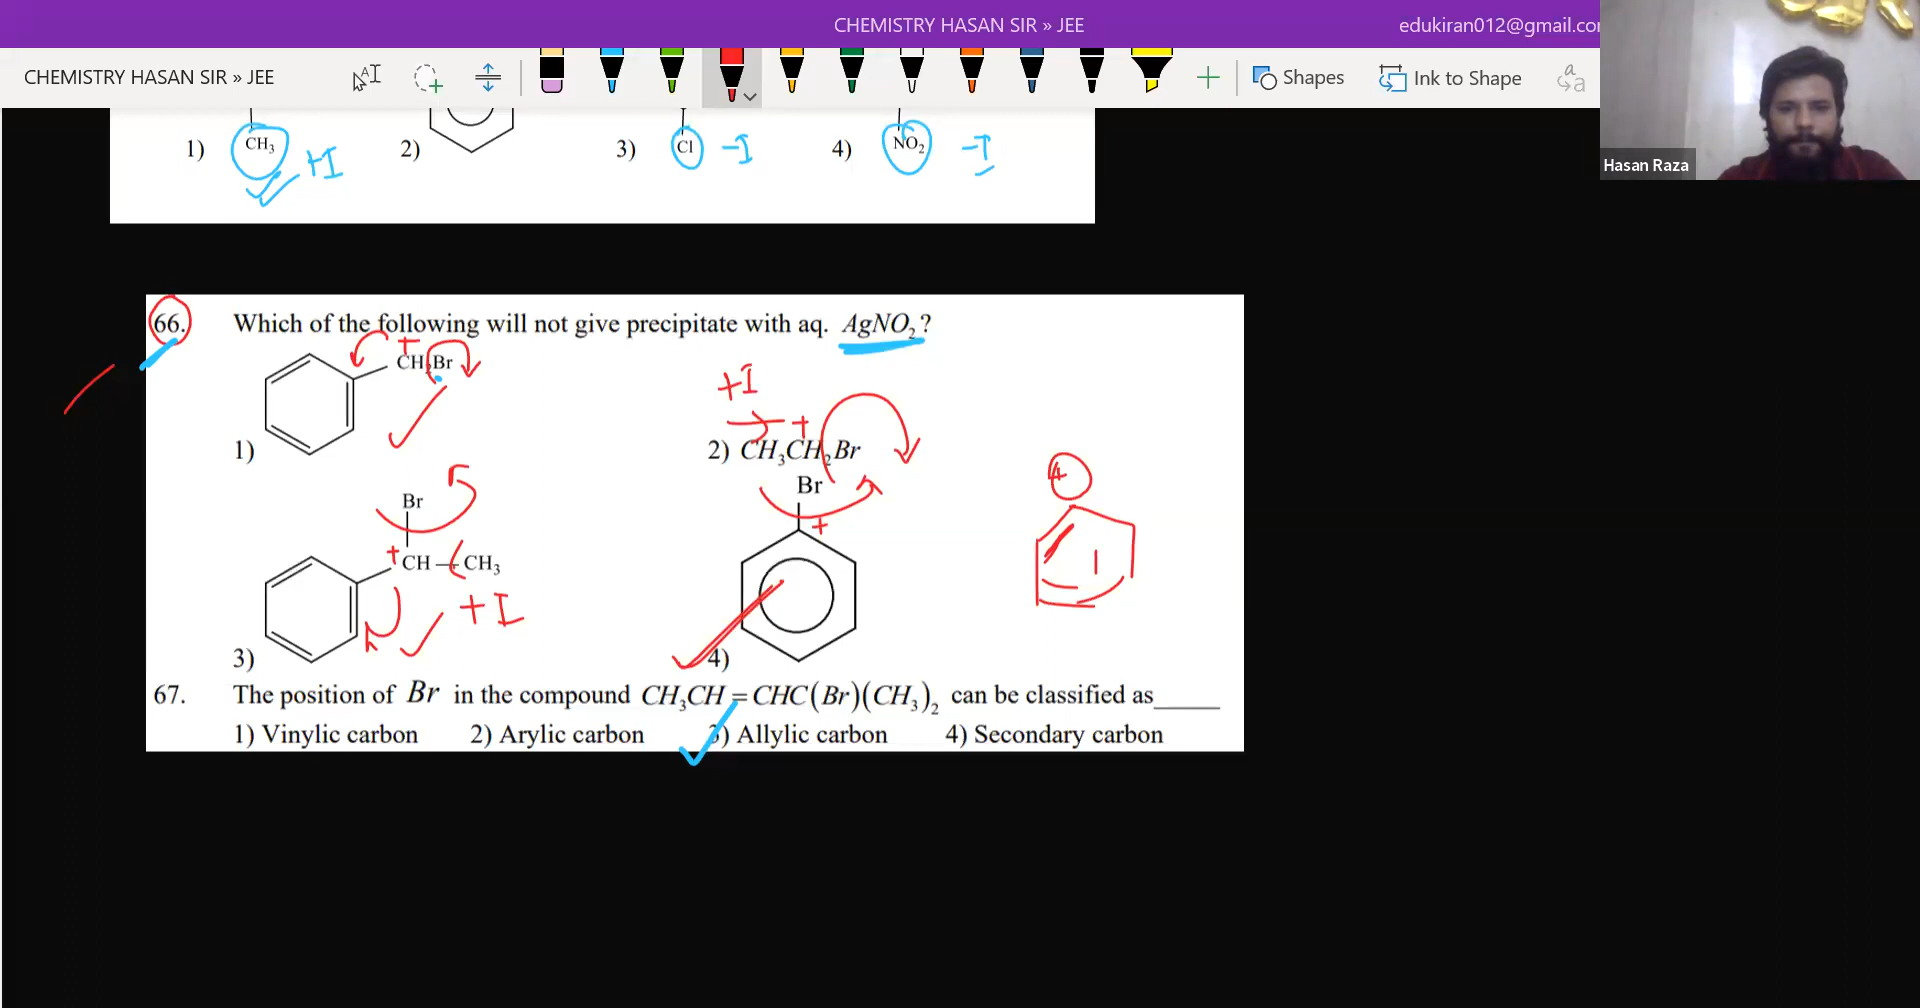 CHEMISTRY HASAN SIR » JEE
edukiran012@gmail.co
CHEMISTRY HASAN SIR » JEE
Shapes
Ink to Shape
Hasan Raza
1) CH₃ +I 2) 3) Cl -I 4) NO₂ -I
66. Which of the following will not give precipitate with aq. AgNO₂?
+
CH₂Br
+I
+
1) 2) CH₃CH₂Br
Br
Br
+
+ CH CH₃
+I
3) 4)
67. The position of Br in the compound CH₃CH = CHC(Br)(CH₃)₂ can be classified as_____
1) Vinylic carbon 2) Arylic carbon 3) Allylic carbon 4) Secondary carbon